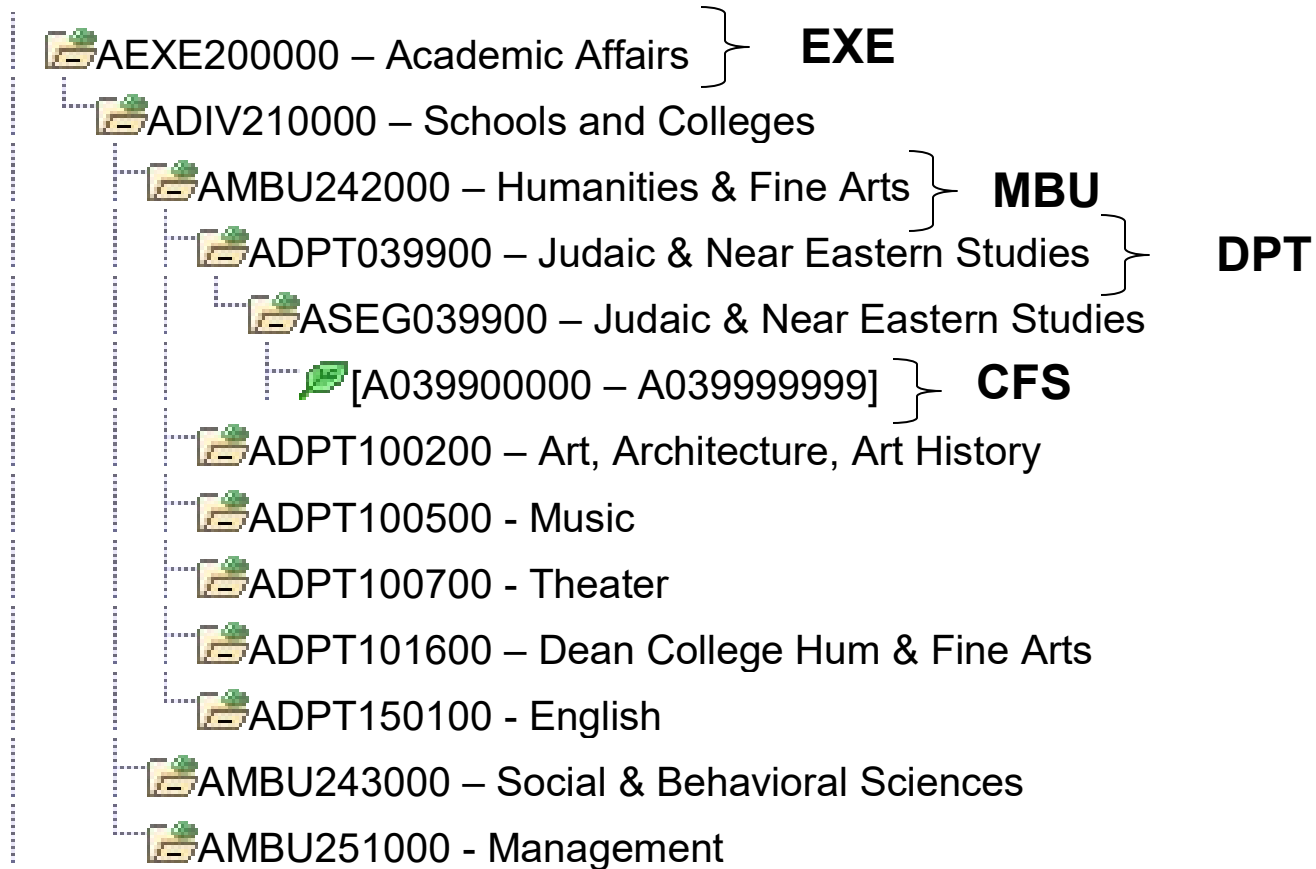 AEXE200000 – Academic Affairs EXE
ADIV210000 – Schools and Colleges
AMBU242000 – Humanities & Fine Arts MBU
ADPT039900 – Judaic & Near Eastern Studies DPT
ASEG039900 – Judaic & Near Eastern Studies
[A039900000 – A039999999] CFS
ADPT100200 – Art, Architecture, Art History
ADPT100500 - Music
ADPT100700 - Theater
ADPT101600 – Dean College Hum & Fine Arts
ADPT150100 - English
AMBU243000 – Social & Behavioral Sciences
AMBU251000 - Management